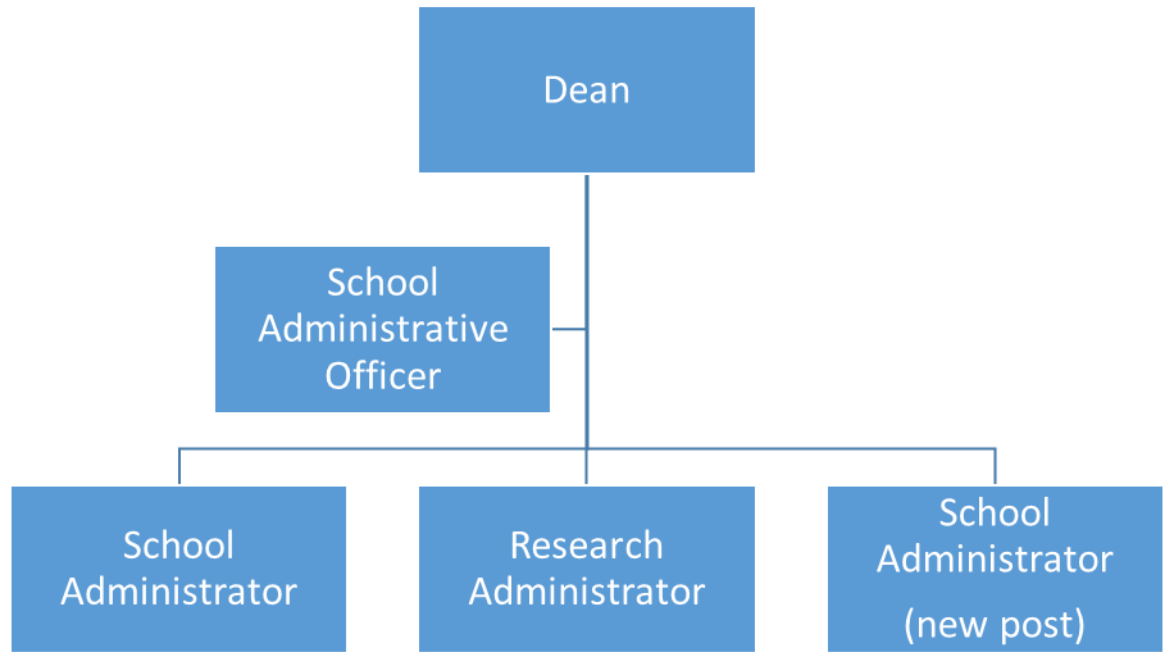 Dean
School
Administrative
Officer
School
Administrator
Research
Administrator
School
Administrator
(new post)